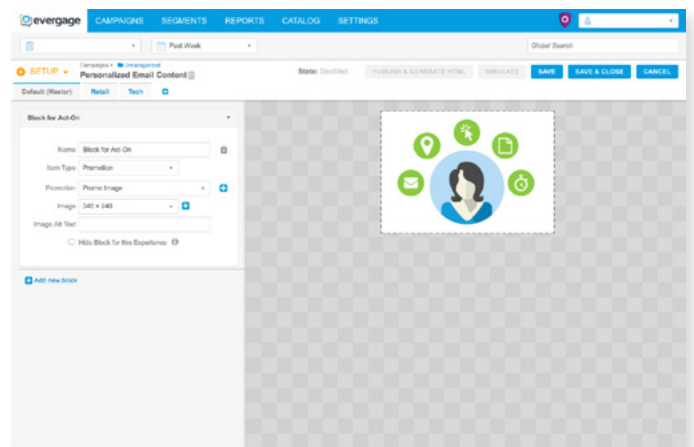 evergage CAMPAIGNS SEGMENTS REPORTS CATALOG SETTINGS
Past Week Global Search
SETUP Campaigns Uncategorized
Personalized Email Content State: Disabled PUBLISH & GENERATE HTML SIMULATE SAVE SAVE & CLOSE CANCEL
Default (Master) Retail Tech
Block for Act-On
Name Block for Act-On
Item Type Promotion
Promotion Promo Image
Image 340 × 240
Image Alt Text
Hide Block for this Experience
Add new block